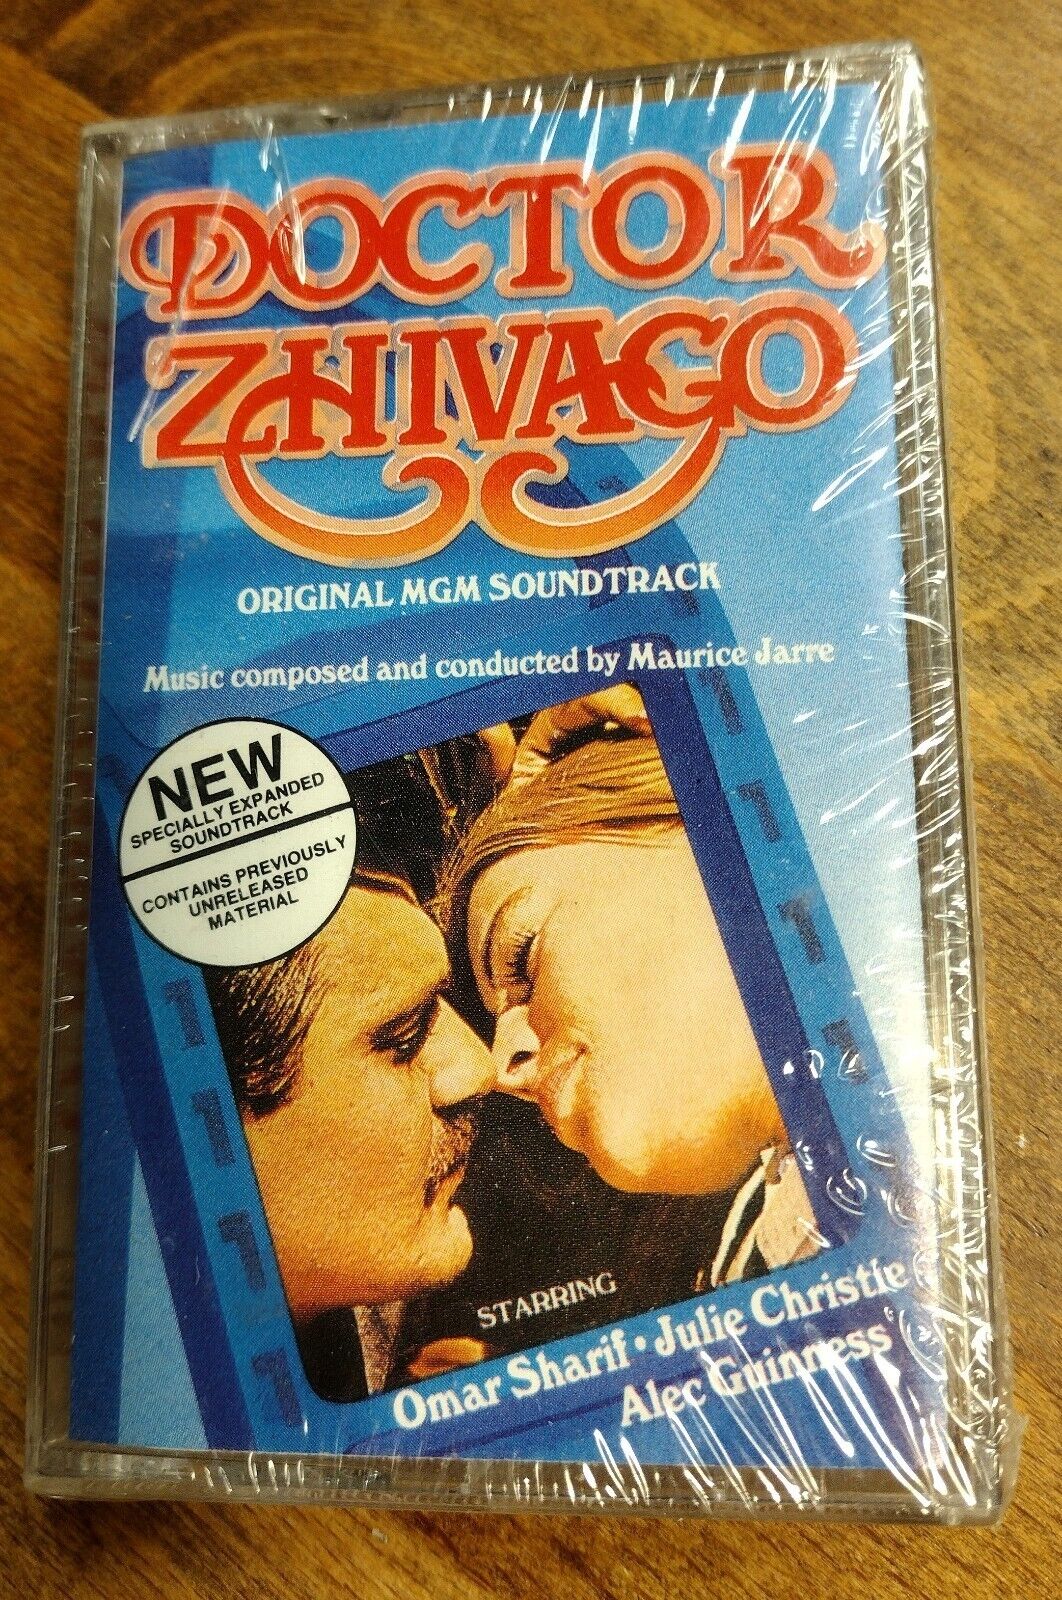 DOCTOR
ZHIVAGO
ORIGINAL MGM SOUNDTRACK
Music composed and conducted by Maurice Jarre
NEW
SPECIALLY EXPANDED
SOUNDTRACK
CONTAINS PREVIOUSLY
UNRELEASED
MATERIAL
STARRING
Omar Sharif · Julie Christie
Alec Guinness